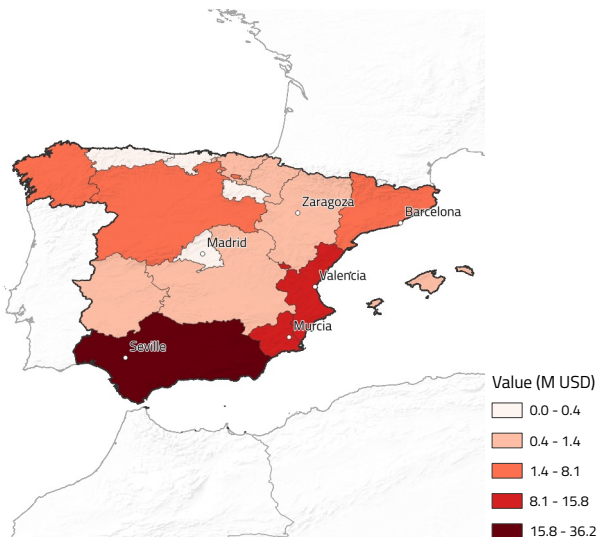 Zaragoza
Barcelona
Madrid
Valencia
Murcia
Seville
Value (M USD)
0.0 - 0.4
0.4 - 1.4
1.4 - 8.1
8.1 - 15.8
15.8 - 36.2